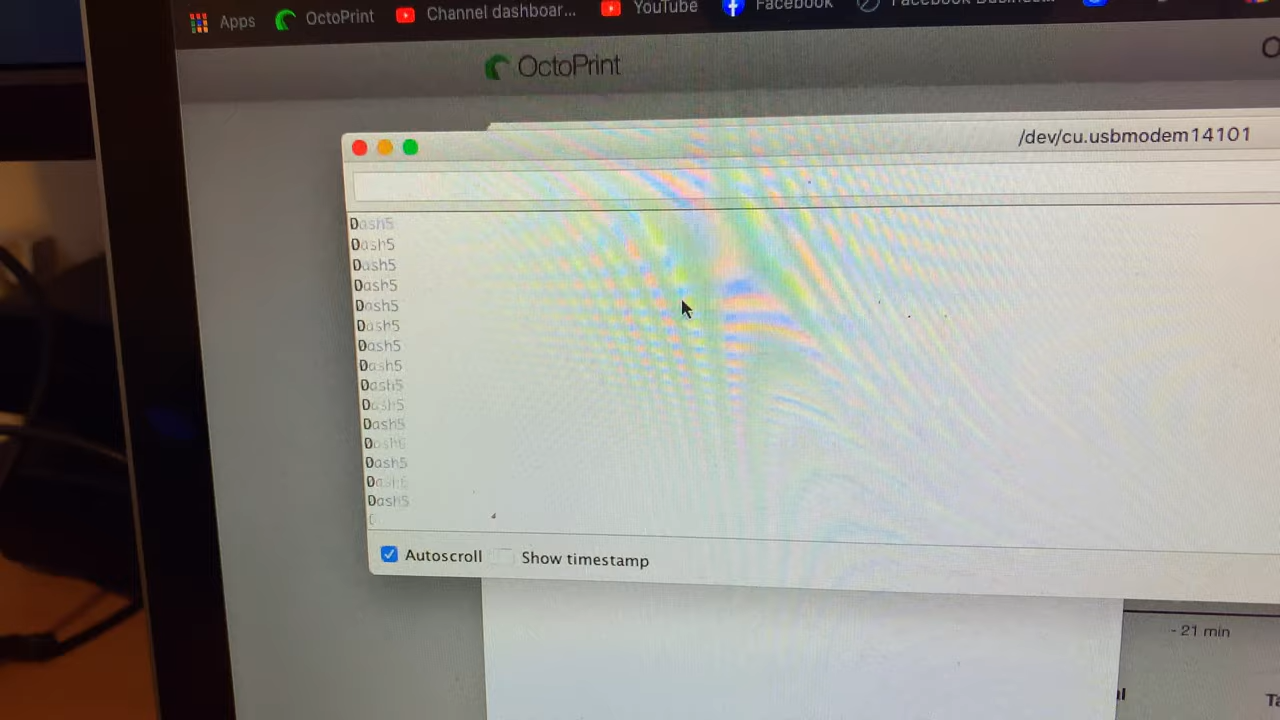 Apps OctoPrint Channel dashboar... YouTube Facebook
OctoPrint
/dev/cu.usbmodem14101
Dash5
Dash5
Dash5
Dash5
Dash5
Dash5
Dash5
Dash5
Dash5
Dash5
Dash5
Dash5
Dash5
Autoscroll Show timestamp
- 21 min